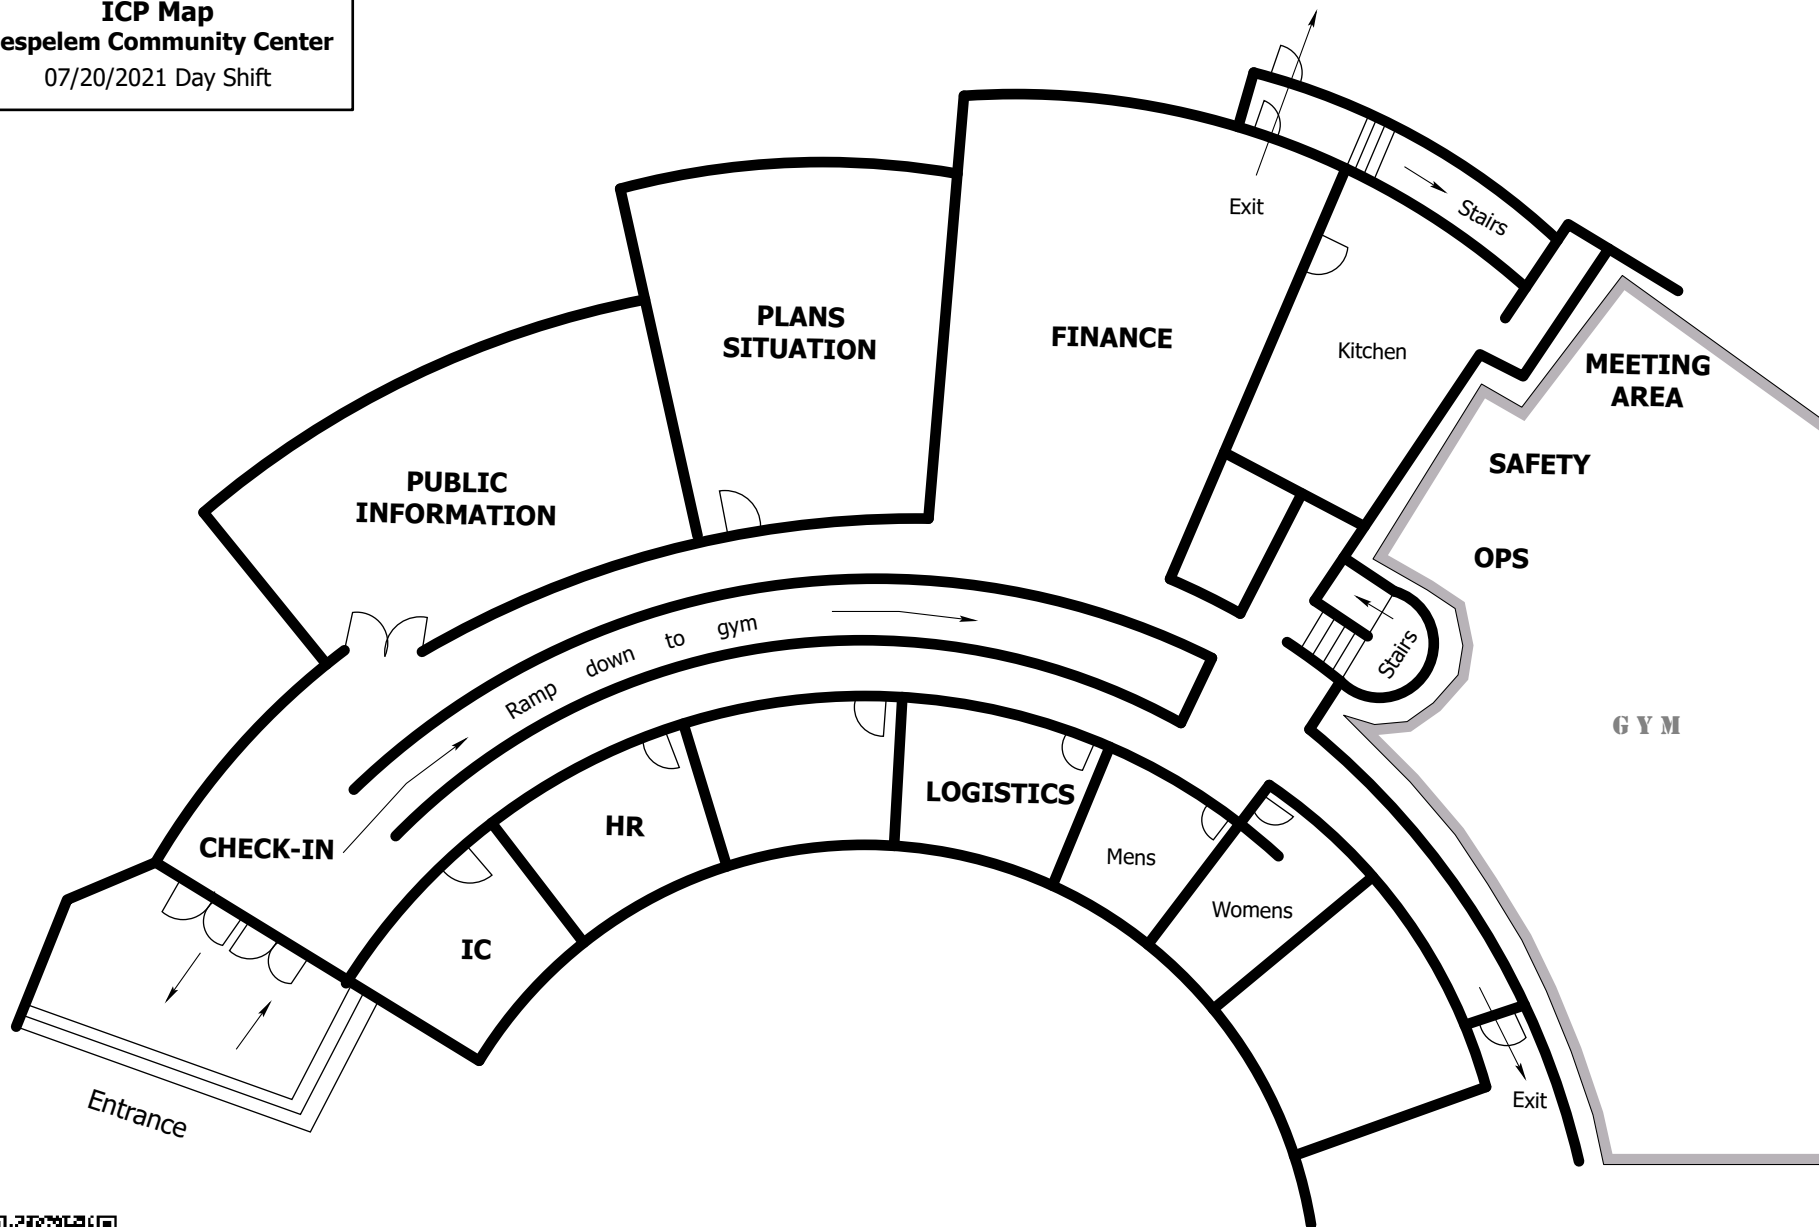 ICP Map
espelem Community Center
07/20/2021 Day Shift
Exit
Stairs
PLANS
SITUATION
FINANCE
Kitchen
MEETING
AREA
SAFETY
PUBLIC
INFORMATION
OPS
Ramp down to gym
Stairs
GYM
LOGISTICS
HR
CHECK-IN
Mens
Womens
IC
Entrance
Exit